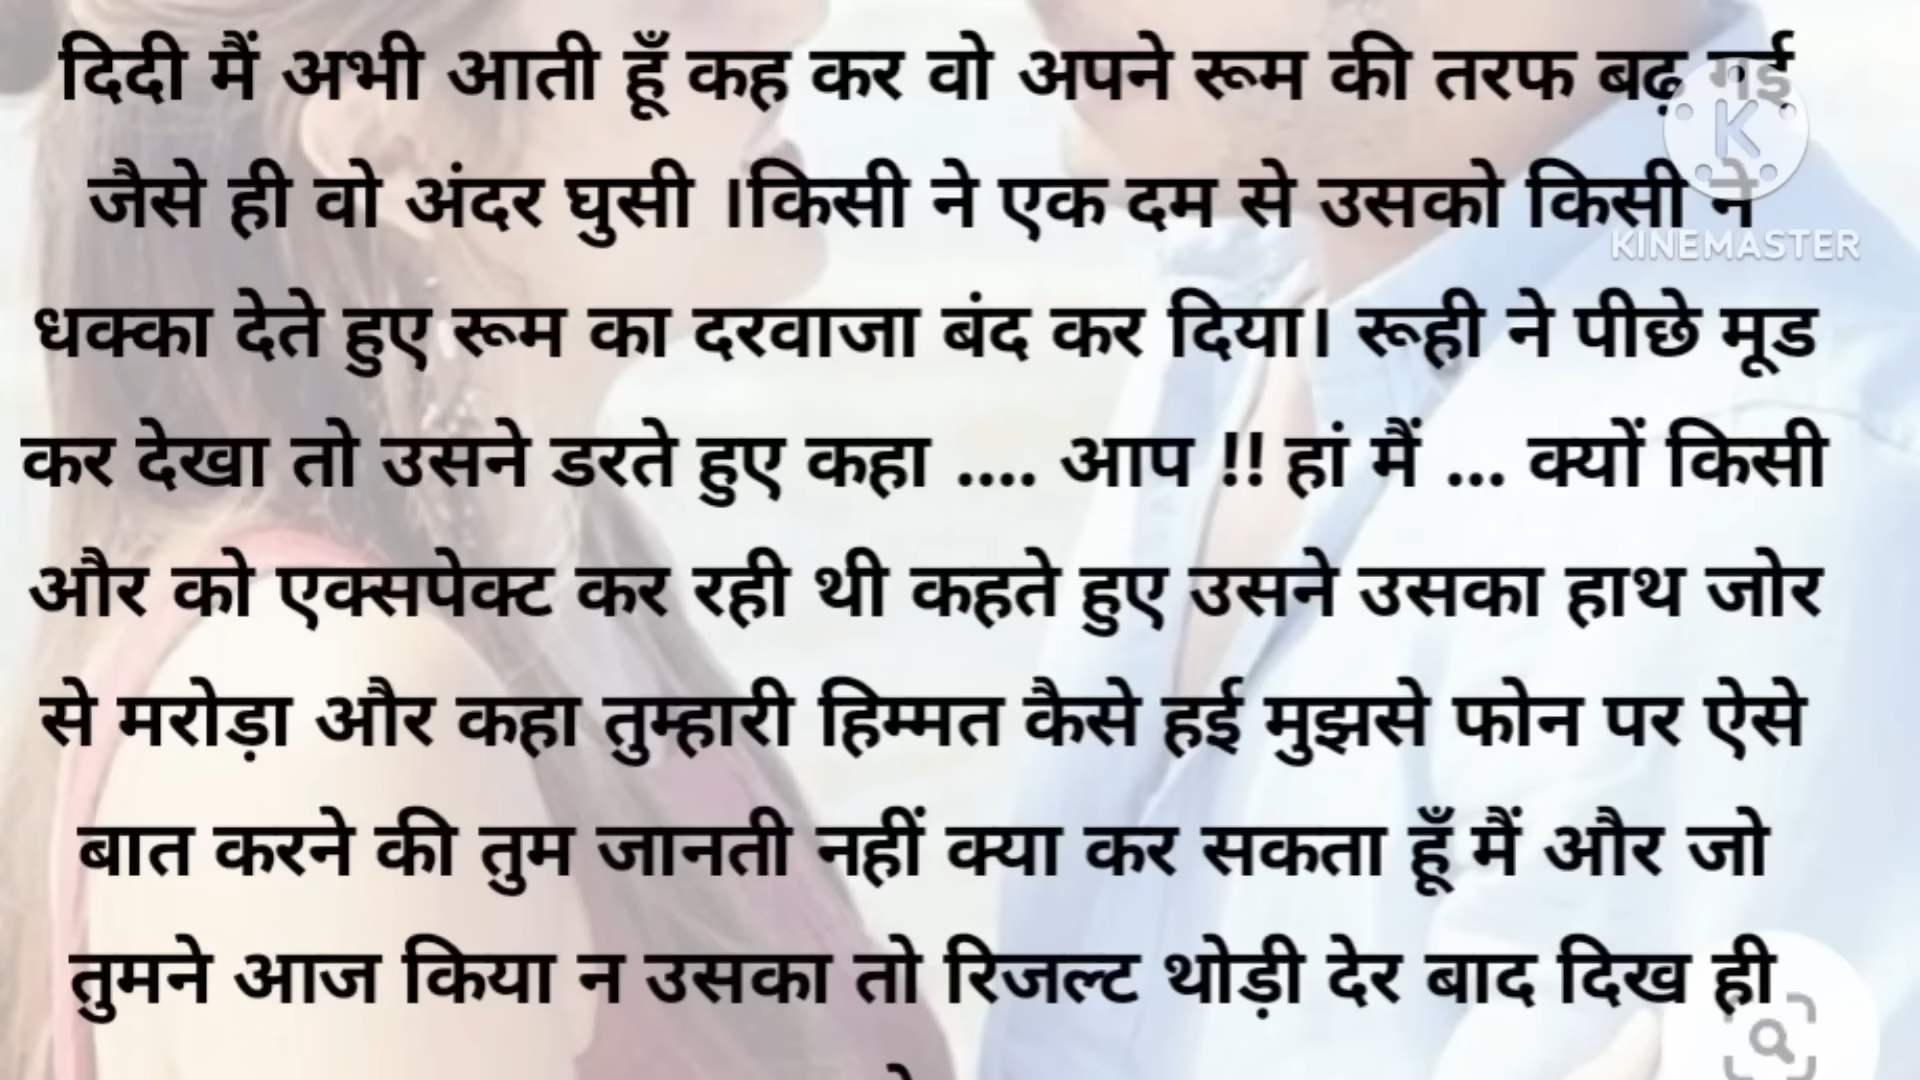 दिदी मैं अभी आती हूँ कह कर वो अपने रूम की तरफ बढ़ गई
जैसे ही वो अंदर घुसी ।किसी ने एक दम से उसको किसी ने
KINEMASTER
धक्का देते हुए रूम का दरवाजा बंद कर दिया। रूही ने पीछे मूड
कर देखा तो उसने डरते हुए कहा .... आप !! हां मैं ... क्यों किसी
और को एक्सपेक्ट कर रही थी कहते हुए उसने उसका हाथ जोर
से मरोड़ा और कहा तुम्हारी हिम्मत कैसे हई मुझसे फोन पर ऐसे
बात करने की तुम जानती नहीं क्या कर सकता हूँ मैं और जो
तुमने आज किया न उसका तो रिजल्ट थोड़ी देर बाद दिख ही